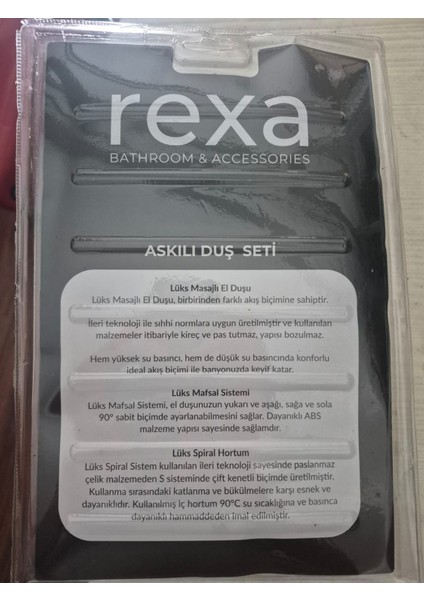 rexa
BATHROOM & ACCESSORIES
ASKILI DUŞ SETİ
Lüks Masajlı El Duşu
Lüks Masajlı El Duşu, birbirinden farklı akış biçimine sahiptir.
İleri teknoloji ile sıhhi normlara uygun üretilmiştir ve kullanılan
malzemeler itibariyle kireç ve pas tutmaz, yapısı bozulmaz.
Hem yüksek su basıncı, hem de düşük su basıncında konforlu
ideal akış biçimi ile banyonuzda keyif katar.
Lüks Mafsal Sistemi
Lüks Mafsal Sistemi, el duşunuzun yukarı ve aşağı, sağa ve sola
90° sabit biçimde ayarlanabilmesini sağlar. Dayanıklı ABS
malzeme yapısı sayesinde sağlamdır.
Lüks Spiral Hortum
Lüks Spiral Sistem kullanılan ileri teknoloji sayesinde paslanmaz
çelik malzemeden S sisteminde çift kenetli biçimde üretilmiştir.
Kullanma sırasındaki katlanma ve bükülmelere karşı esnek ve
dayanıklıdır. Kullanılmış iç hortum 90°C su sıcaklığına ve basınca
dayanıklı hammaddeden imal edilmiştir.